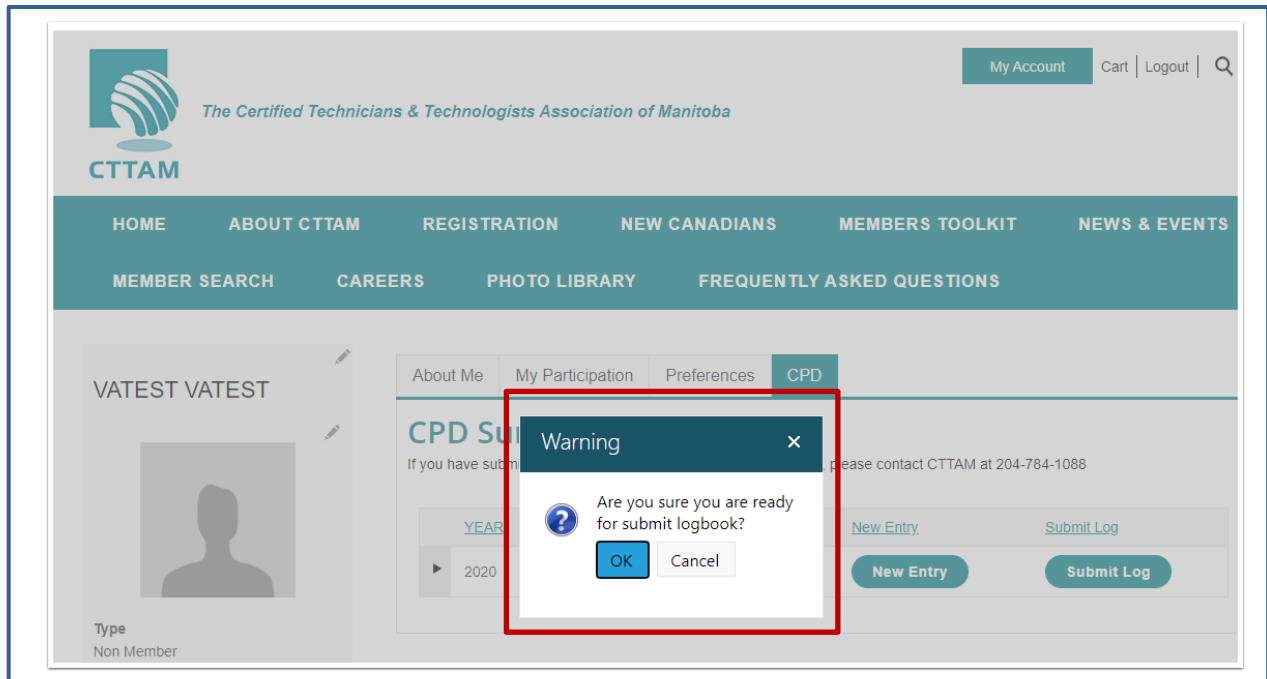 My Account Cart Logout
The Certified Technicians & Technologists Association of Manitoba
CTTAM
HOME ABOUT CTTAM REGISTRATION NEW CANADIANS MEMBERS TOOLKIT NEWS & EVENTS
MEMBER SEARCH CAREERS PHOTO LIBRARY FREQUENTLY ASKED QUESTIONS
VATEST VATEST
About Me My Participation Preferences CPD
CPD
If you have please contact CTTAM at 204-784-1088
Warning ×
Are you sure you are ready
for submit logbook?
OK Cancel
YEAR New Entry Submit Log
2020 New Entry Submit Log
Type
Non Member